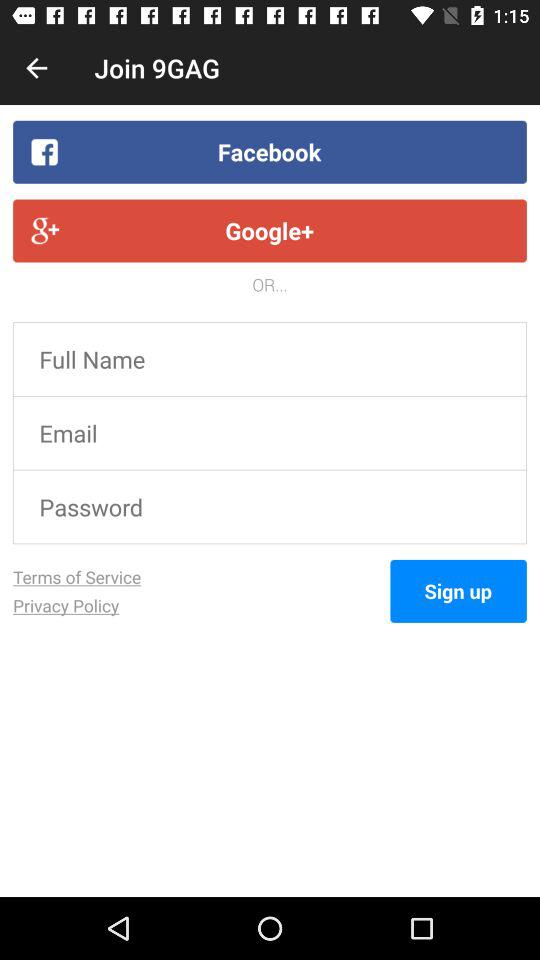 1:15
Join 9GAG
Facebook
g+ Google+
OR...
Full Name
Email
Password
Terms of Service
Privacy Policy
Sign up